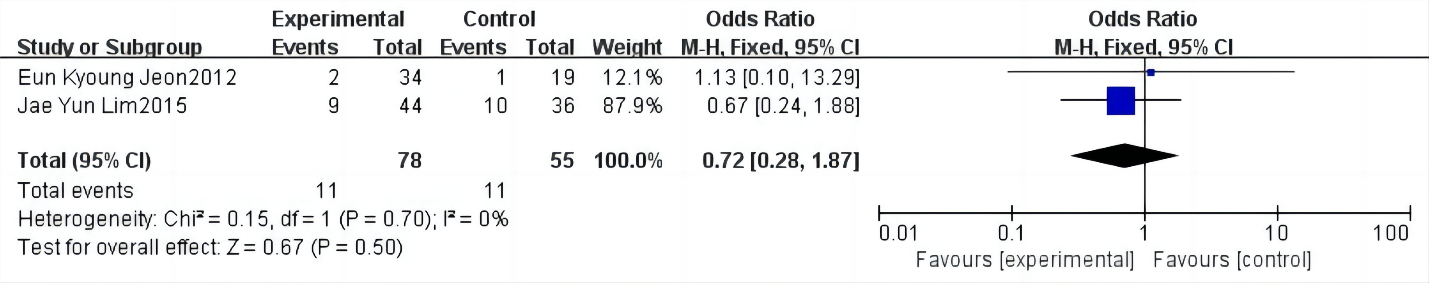 Experimental Control Odds Ratio Odds Ratio
Study or Subgroup Events Total Events Total Weight M-H, Fixed, 95% CI M-H, Fixed, 95% CI
Eun Kyoung Jeon2012 2 34 1 19 12.1% 1.13 [0.10, 13.29]
Jae Yun Lim2015 9 44 10 36 87.9% 0.67 [0.24, 1.88]
Total (95% CI) 78 55 100.0% 0.72 [0.28, 1.87]
Total events 11 11
Heterogeneity: Chi² = 0.15, df = 1 (P = 0.70); I² = 0%
Test for overall effect: Z = 0.67 (P = 0.50)
0.01 0.1 1 10 100
Favours [experimental] Favours [control]